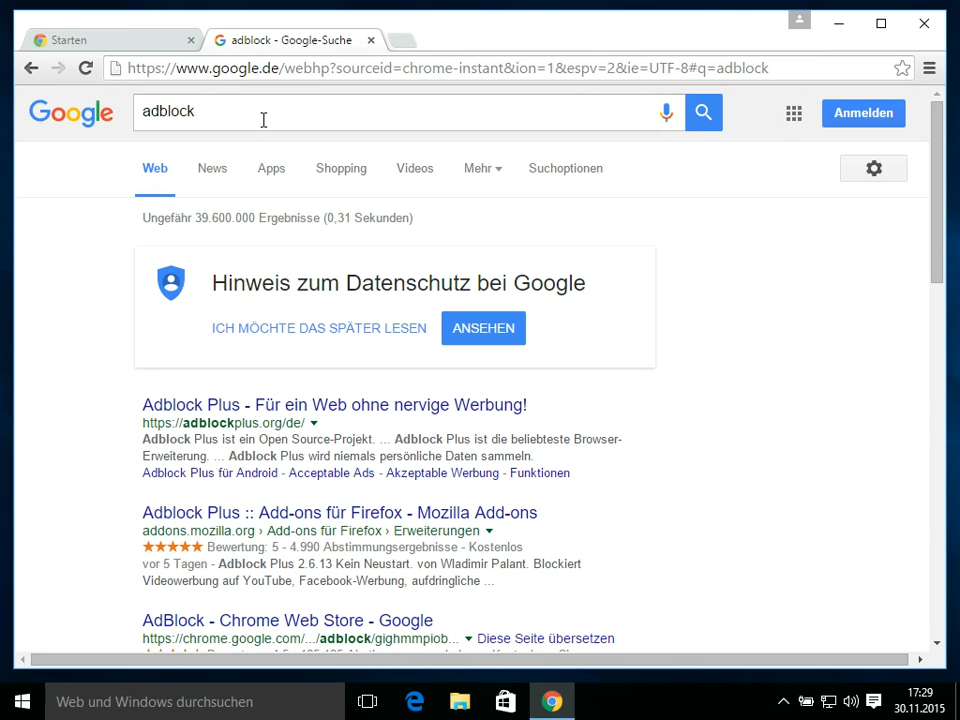 Starten
adblock - Google-Suche
https://www.google.de/webhp?sourceid=chrome-instant&ion=1&espv=2&ie=UTF-8#q=adblock
Google
adblock
Anmelden
Web News Apps Shopping Videos Mehr Suchoptionen
Ungefähr 39.600.000 Ergebnisse (0,31 Sekunden)
Hinweis zum Datenschutz bei Google
ICH MÖCHTE DAS SPÄTER LESEN ANSEHEN
Adblock Plus - Für ein Web ohne nervige Werbung!
https://adblockplus.org/de/
Adblock Plus ist ein Open Source-Projekt. ... Adblock Plus ist die beliebteste Browser-
Erweiterung. ... Adblock Plus wird niemals persönliche Daten sammeln.
Adblock Plus für Android - Acceptable Ads - Akzeptable Werbung - Funktionen
Adblock Plus :: Add-ons für Firefox - Mozilla Add-ons
addons.mozilla.org › Add-ons für Firefox › Erweiterungen
Bewertung: 5 - 4.990 Abstimmungsergebnisse - Kostenlos
vor 5 Tagen - Adblock Plus 2.6.13 Kein Neustart. von Wladimir Palant. Blockiert
Videowerbung auf YouTube, Facebook-Werbung, aufdringliche ...
AdBlock - Chrome Web Store - Google
https://chrome.google.com/.../adblock/gighmmpiob... Diese Seite übersetzen
Web und Windows durchsuchen
17:29
30.11.2015